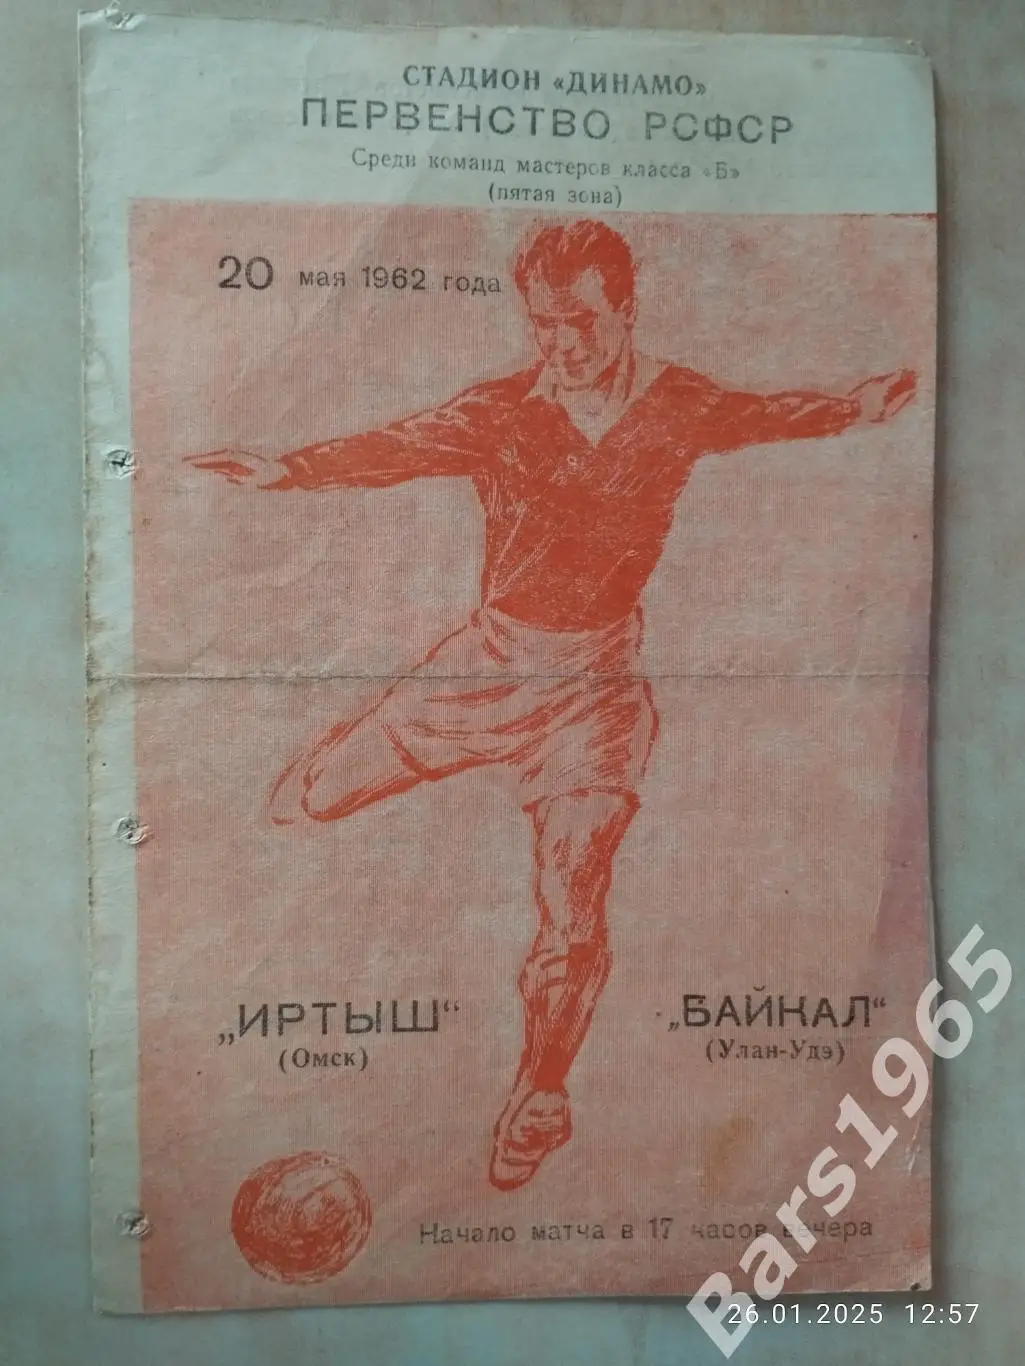 СТАДИОН «ДИНАМО»
ПЕРВЕНСТВО РСФСР
Среди команд мастеров класса «Б»
(пятая зона)
20 мая 1962 года
„ИРТЫШ“
(Омск)
„БАЙКАЛ“
(Улан-Удэ)
Начало матча в 17 часов вечера
Bars1965
26.01.2025 12:57